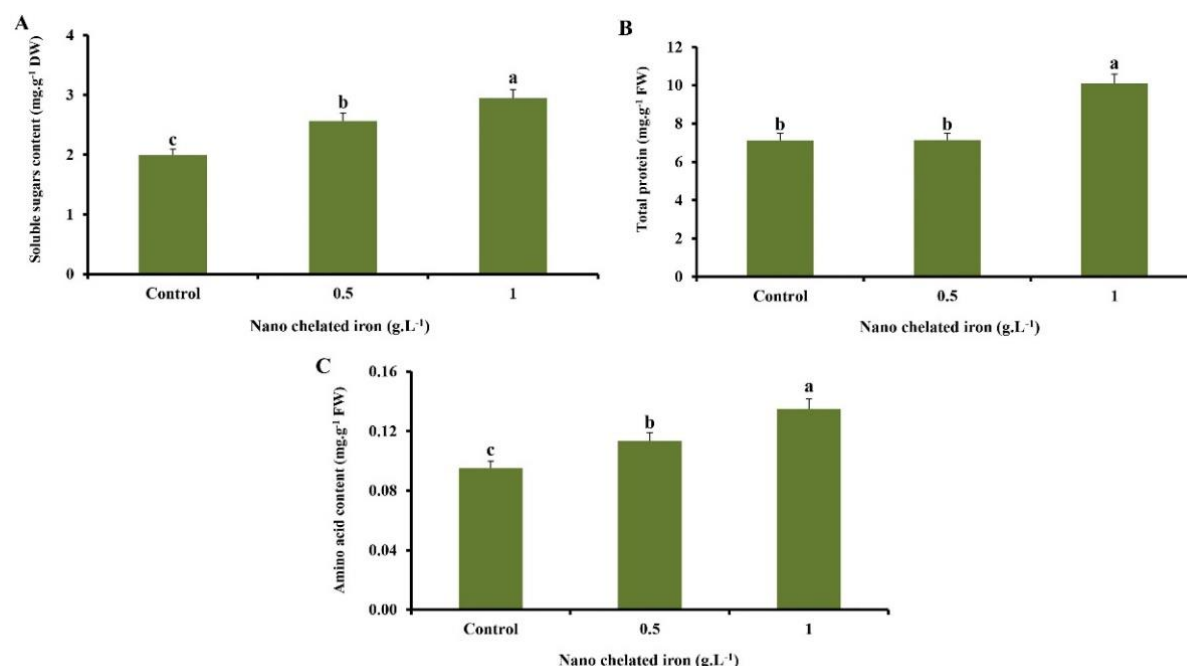 A
Soluble sugars content (mg.g⁻¹ DW)
4
3
2
1
0
c
b
a
Control 0.5 1
Nano chelated iron (g.L⁻¹)
B
Total protein (mg.g⁻¹ FW)
12
10
8
6
4
2
0
b
b
a
Control 0.5 1
Nano chelated iron (g.L⁻¹)
C
Amino acid content (mg.g⁻¹ FW)
0.16
0.12
0.08
0.04
0.00
c
b
a
Control 0.5 1
Nano chelated iron (g.L⁻¹)